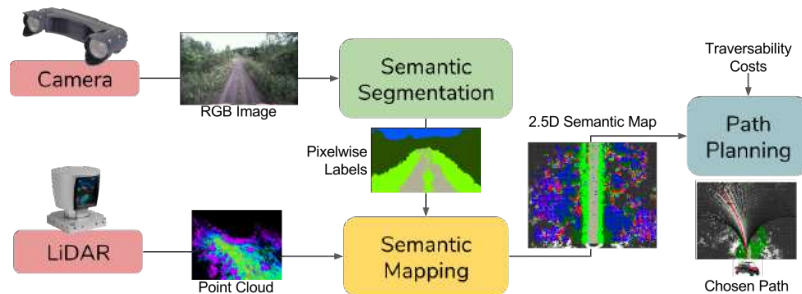 Camera
RGB Image
Semantic
Segmentation
Traversability
Costs
Pixelwise
Labels
2.5D Semantic Map
Path
Planning
LiDAR
Point Cloud
Semantic
Mapping
Chosen Path